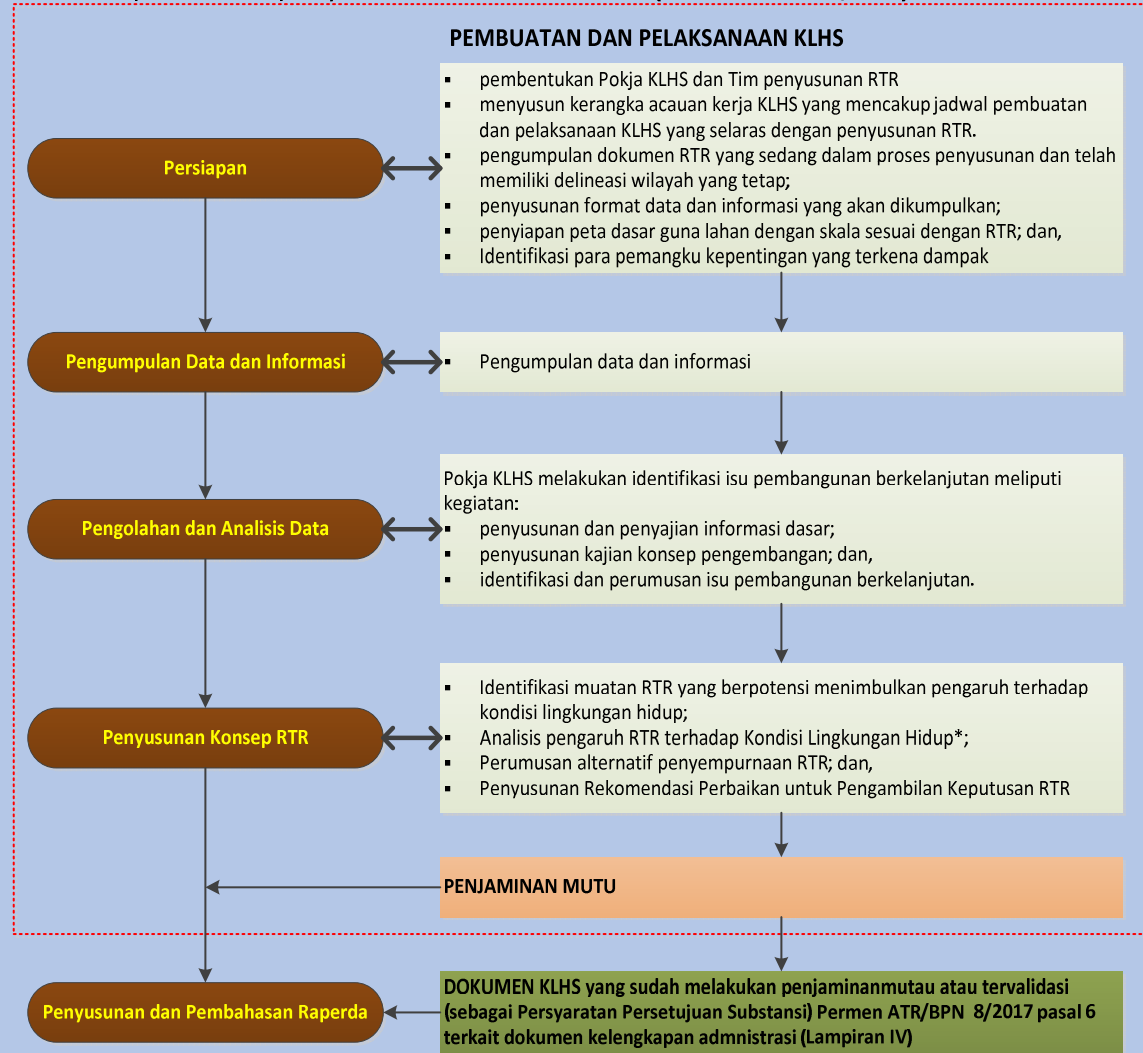 PEMBUATAN DAN PELAKSANAAN KLHS
Persiapan
▪ pembentukan Pokja KLHS dan Tim penyusunan RTR
▪ menyusun kerangka acauan kerja KLHS yang mencakup jadwal pembuatan
dan pelaksanaan KLHS yang selaras dengan penyusunan RTR.
▪ pengumpulan dokumen RTR yang sedang dalam proses penyusunan dan telah
memiliki delineasi wilayah yang tetap;
▪ penyusunan format data dan informasi yang akan dikumpulkan;
▪ penyiapan peta dasar guna lahan dengan skala sesuai dengan RTR; dan,
▪ Identifikasi para pemangku kepentingan yang terkena dampak
Pengumpulan Data dan Informasi
▪ Pengumpulan data dan informasi
Pengolahan dan Analisis Data
Pokja KLHS melakukan identifikasi isu pembangunan berkelanjutan meliputi
kegiatan:
▪ penyusunan dan penyajian informasi dasar;
▪ penyusunan kajian konsep pengembangan; dan,
▪ identifikasi dan perumusan isu pembangunan berkelanjutan.
Penyusunan Konsep RTR
▪ Identifikasi muatan RTR yang berpotensi menimbulkan pengaruh terhadap
kondisi lingkungan hidup;
▪ Analisis pengaruh RTR terhadap Kondisi Lingkungan Hidup*;
▪ Perumusan alternatif penyempurnaan RTR; dan,
▪ Penyusunan Rekomendasi Perbaikan untuk Pengambilan Keputusan RTR
PENJAMINAN MUTU
Penyusunan dan Pembahasan Raperda
DOKUMEN KLHS yang sudah melakukan penjaminanmutu atau tervalidasi
(sebagai Persyaratan Persetujuan Substansi) Permen ATR/BPN 8/2017 pasal 6
terkait dokumen kelengkapan admnistrasi (Lampiran IV)